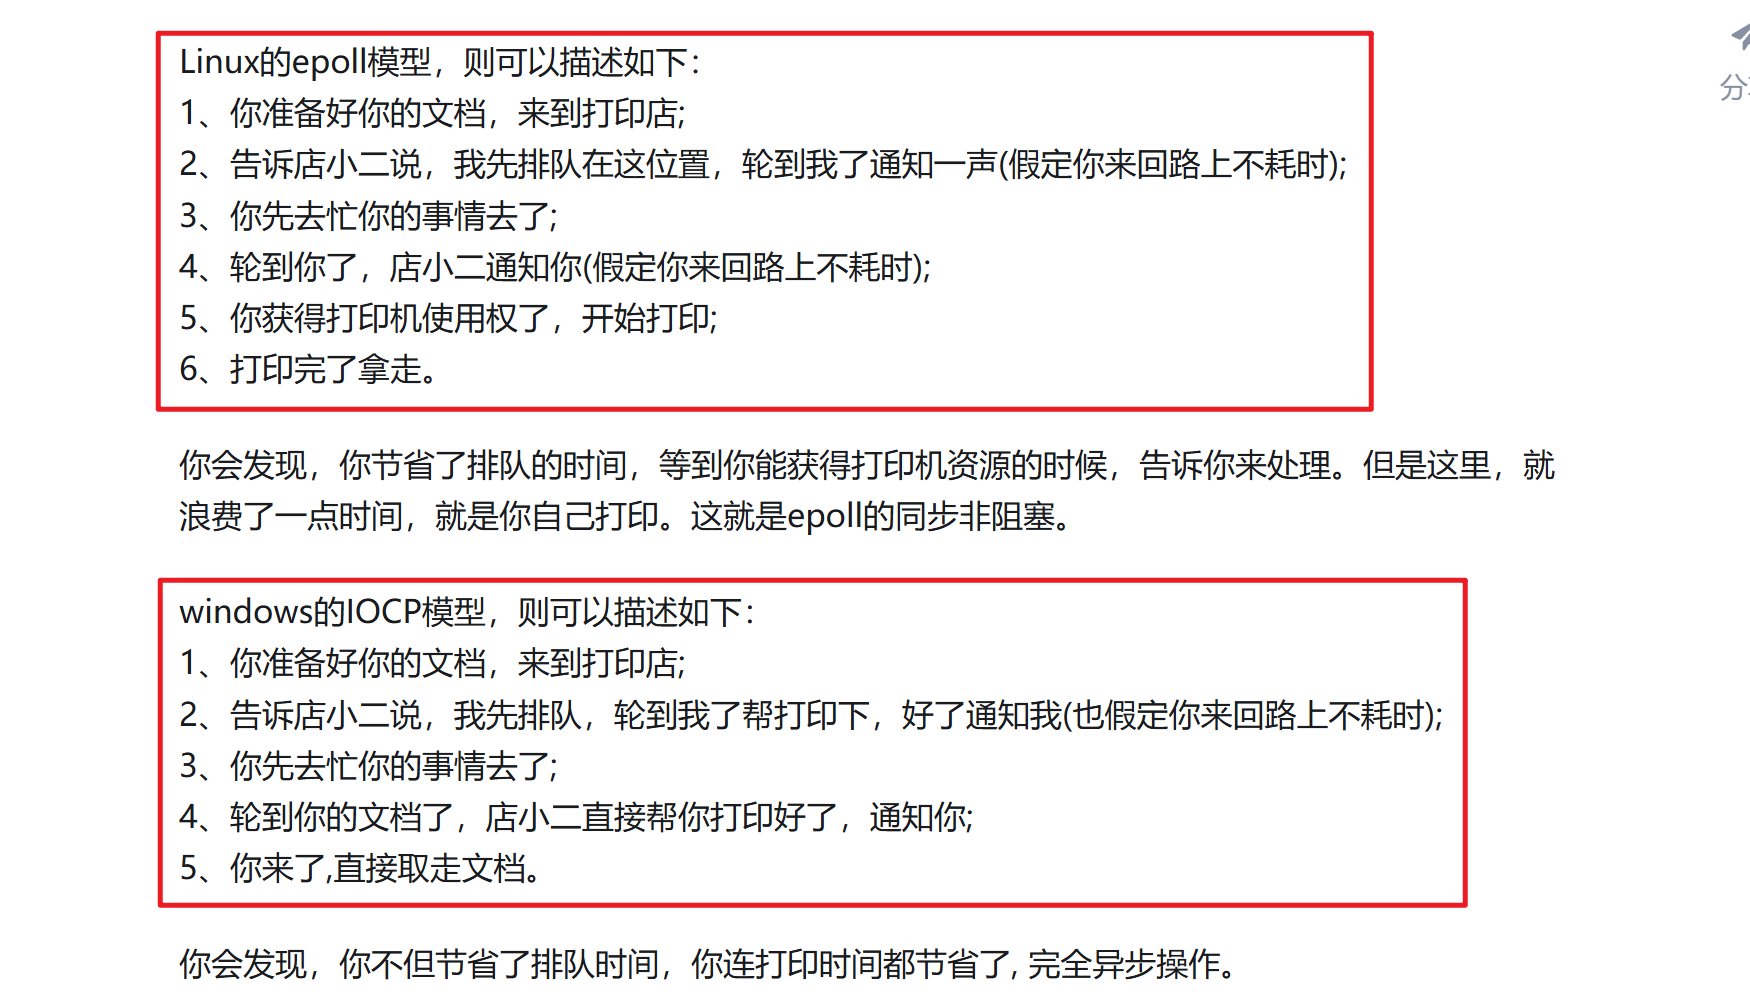 Linux的epoll模型，则可以描述如下：
1、你准备好你的文档，来到打印店;
2、告诉店小二说，我先排队在这位置，轮到我了通知一声(假定你来回路上不耗时);
3、你先去忙你的事情去了;
4、轮到你了，店小二通知你(假定你来回路上不耗时);
5、你获得打印机使用权了，开始打印;
6、打印完了拿走。
你会发现，你节省了排队的时间，等到你能获得打印机资源的时候，告诉你来处理。但是这里，就
浪费了一点时间，就是你自己打印。这就是epoll的同步非阻塞。
windows的IOCP模型，则可以描述如下：
1、你准备好你的文档，来到打印店;
2、告诉店小二说，我先排队，轮到我了帮打印下，好了通知我(也假定你来回路上不耗时);
3、你先去忙你的事情去了;
4、轮到你的文档了，店小二直接帮你打印好了，通知你;
5、你来了,直接取走文档。
你会发现，你不但节省了排队时间，你连打印时间都节省了, 完全异步操作。
分